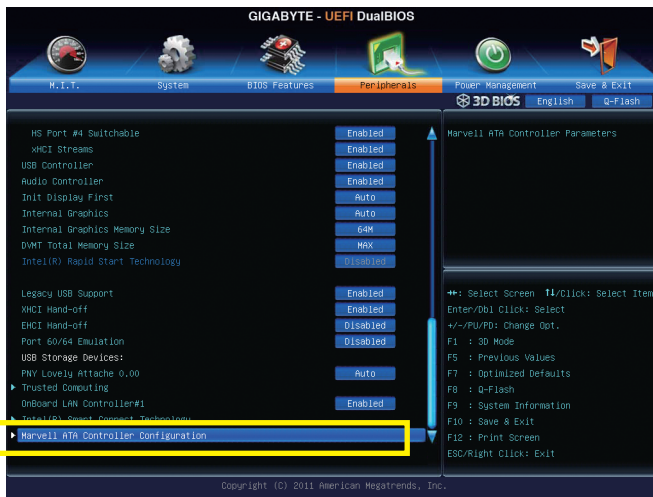 GIGABYTE - UEFI DualBIOS
M.I.T. System BIOS Features Peripherals Power Management Save & Exit
3D BIOS English Q-Flash
HS Port #4 Switchable Enabled
xHCI Streams Enabled
USB Controller Enabled
Audio Controller Enabled
Init Display First Auto
Internal Graphics Auto
Internal Graphics Memory Size 64M
DVMT Total Memory Size MAX
Intel(R) Rapid Start Technology Disabled
Legacy USB Support Enabled
XHCI Hand-off Enabled
EHCI Hand-off Disabled
Port 60/64 Emulation Disabled
USB Storage Devices:
PNY Lovely Attache 0.00 Auto
Trusted Computing
OnBoard LAN Controller#1 Enabled
Intel(R) Smart Connect Technology
Marvell ATA Controller Configuration
Marvell ATA Controller Parameters
→←: Select Screen ↑↓/Click: Select Item
Enter/Dbl Click: Select
+/-/PU/PD: Change Opt.
F1 : 3D Mode
F5 : Previous Values
F7 : Optimized Defaults
F8 : Q-Flash
F9 : System Information
F10 : Save & Exit
F12 : Print Screen
ESC/Right Click: Exit
Copyright (C) 2011 American Megatrends, Inc.